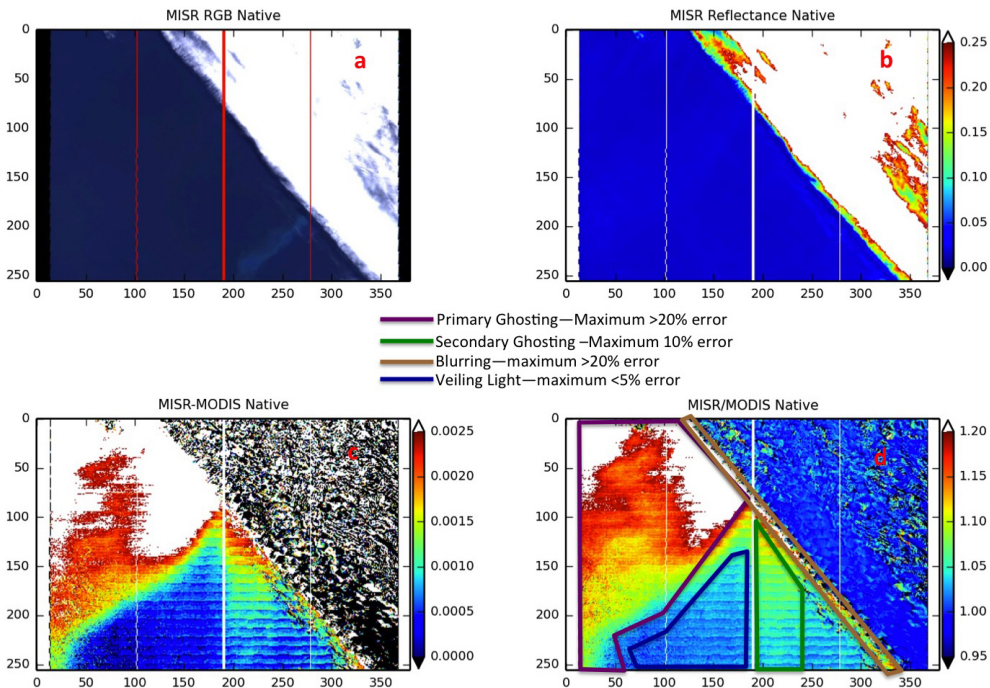 MISR RGB Native
MISR Reflectance Native
0
50
100
150
200
250
0 50 100 150 200 250 300 350
a
0
50
100
150
200
250
0 50 100 150 200 250 300 350
b
0.25
0.20
0.15
0.10
0.05
0.00
Primary Ghosting—Maximum >20% error
Secondary Ghosting –Maximum 10% error
Blurring—maximum >20% error
Veiling Light—maximum <5% error
MISR-MODIS Native
MISR/MODIS Native
0
50
100
150
200
250
0 50 100 150 200 250 300 350
c
0.0025
0.0020
0.0015
0.0010
0.0005
0.0000
0
50
100
150
200
250
0 50 100 150 200 250 300 350
d
1.20
1.15
1.10
1.05
1.00
0.95